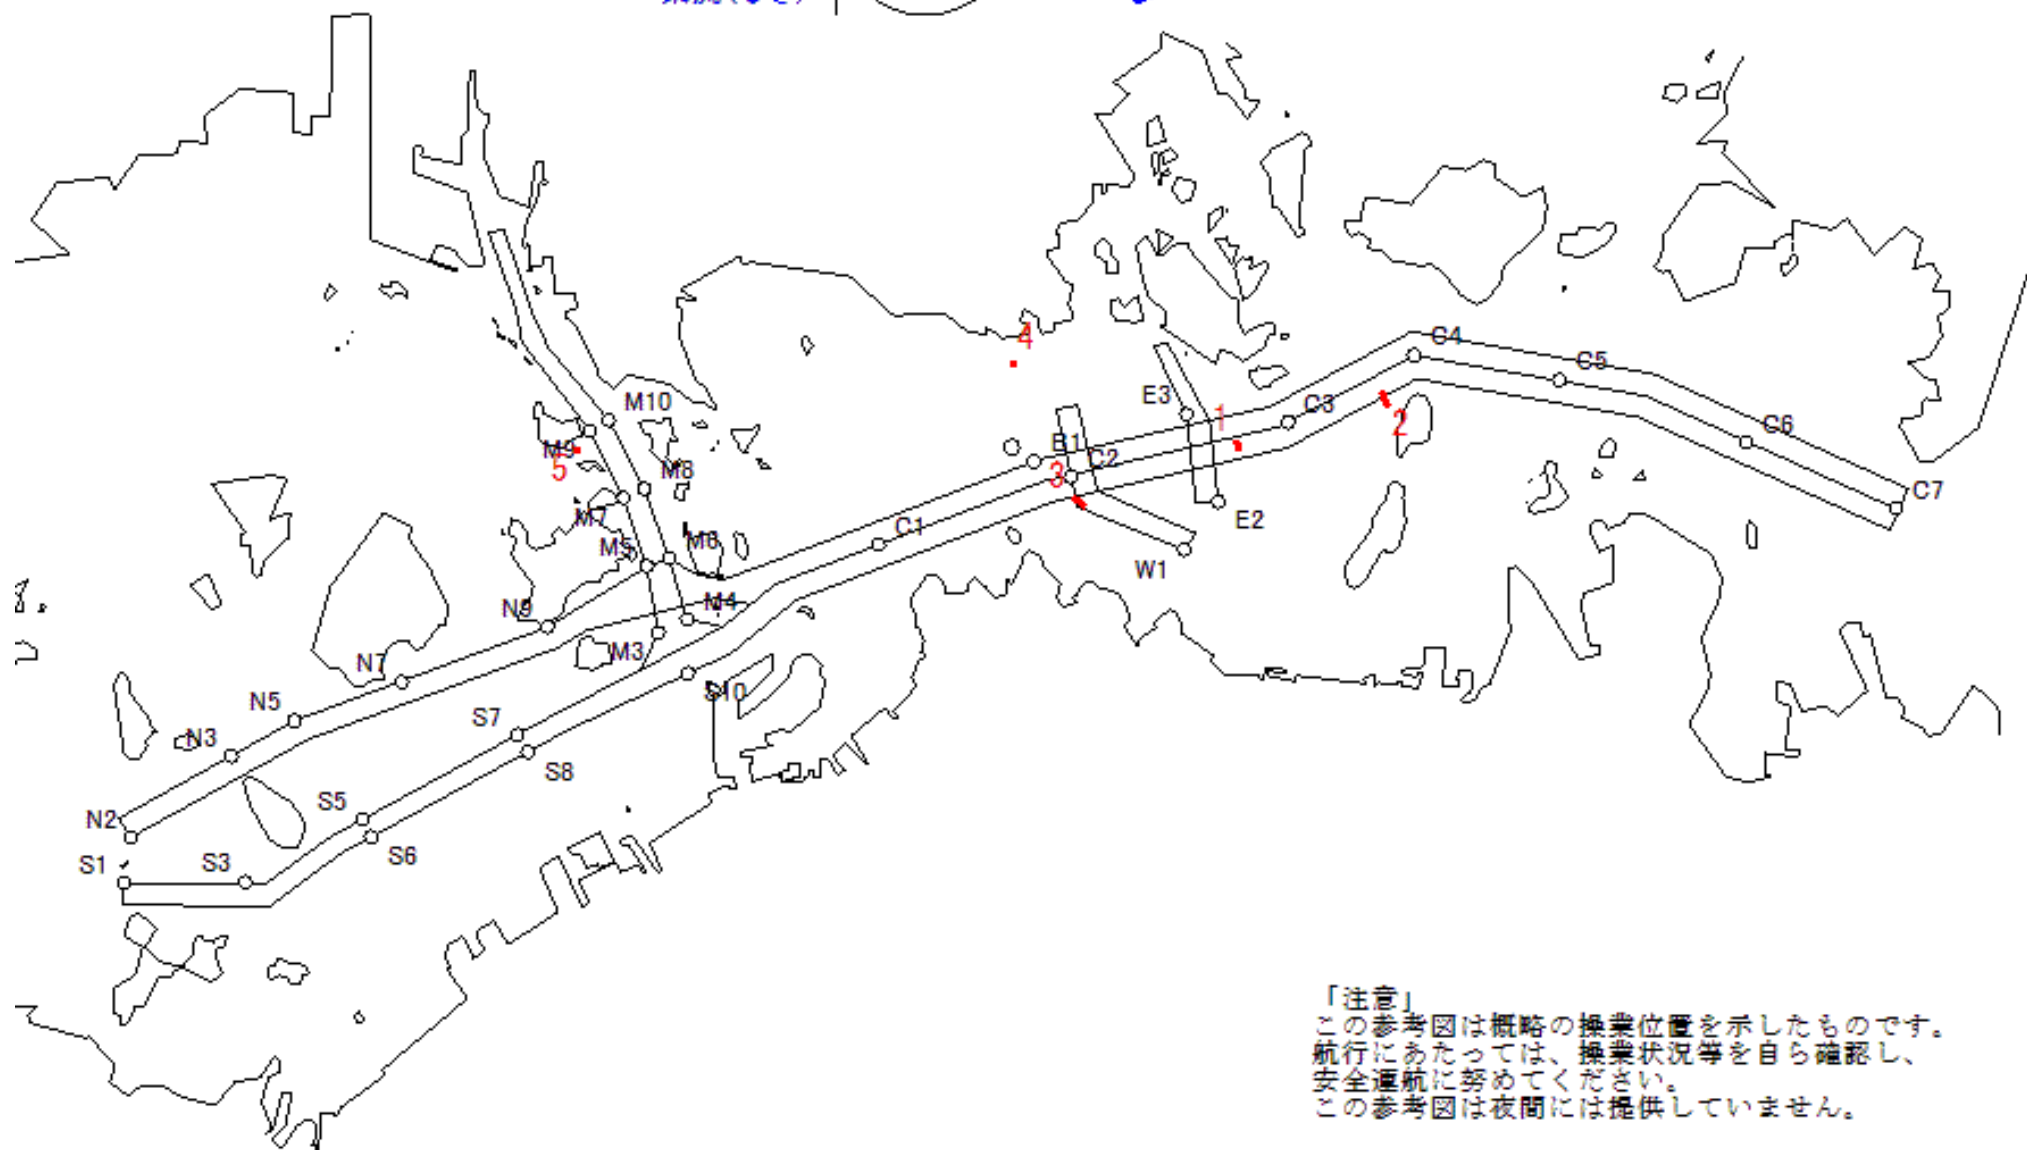 4
C4
C5
M10
E3
1
C3
2
C6
M9
5
M8
B1
C2
3
C7
M7
E2
C1
M5
M6
W1
N9
M4
M3
N7
S10
N5
S7
N3
S8
S5
N2
S6
S1
S3
「注意」
この参考図は概略の操業位置を示したものです。
航行にあたっては、操業状況等を自ら確認し、
安全運航に努めてください。
この参考図は夜間には提供していません。